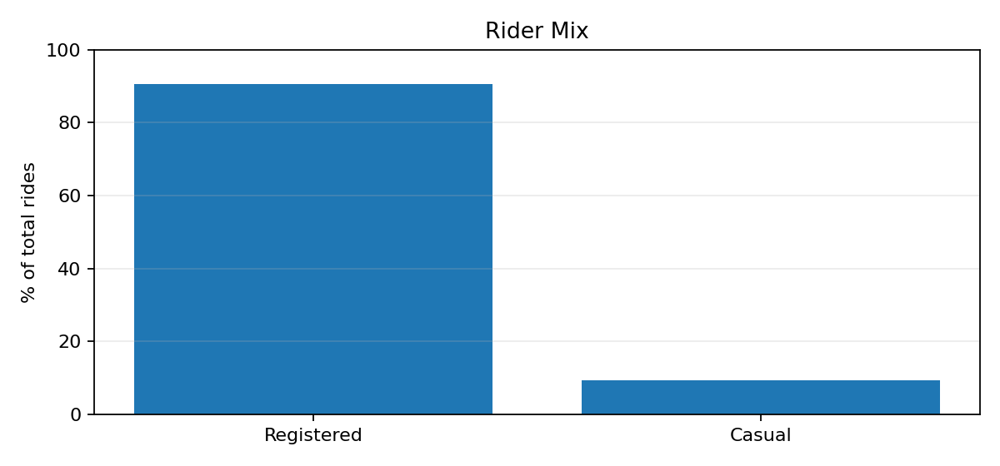 Rider Mix
% of total rides
100
80
60
40
20
0
Registered
Casual